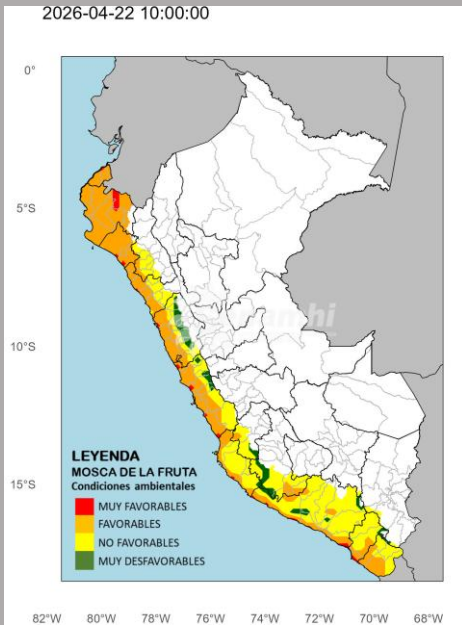 2026-04-22 10:00:00
0°
5°S
10°S
15°S
LEYENDA
MOSCA DE LA FRUTA
Condiciones ambientales
MUY FAVORABLES
FAVORABLES
NO FAVORABLES
MUY DESFAVORABLES
82°W 80°W 78°W 76°W 74°W 72°W 70°W 68°W